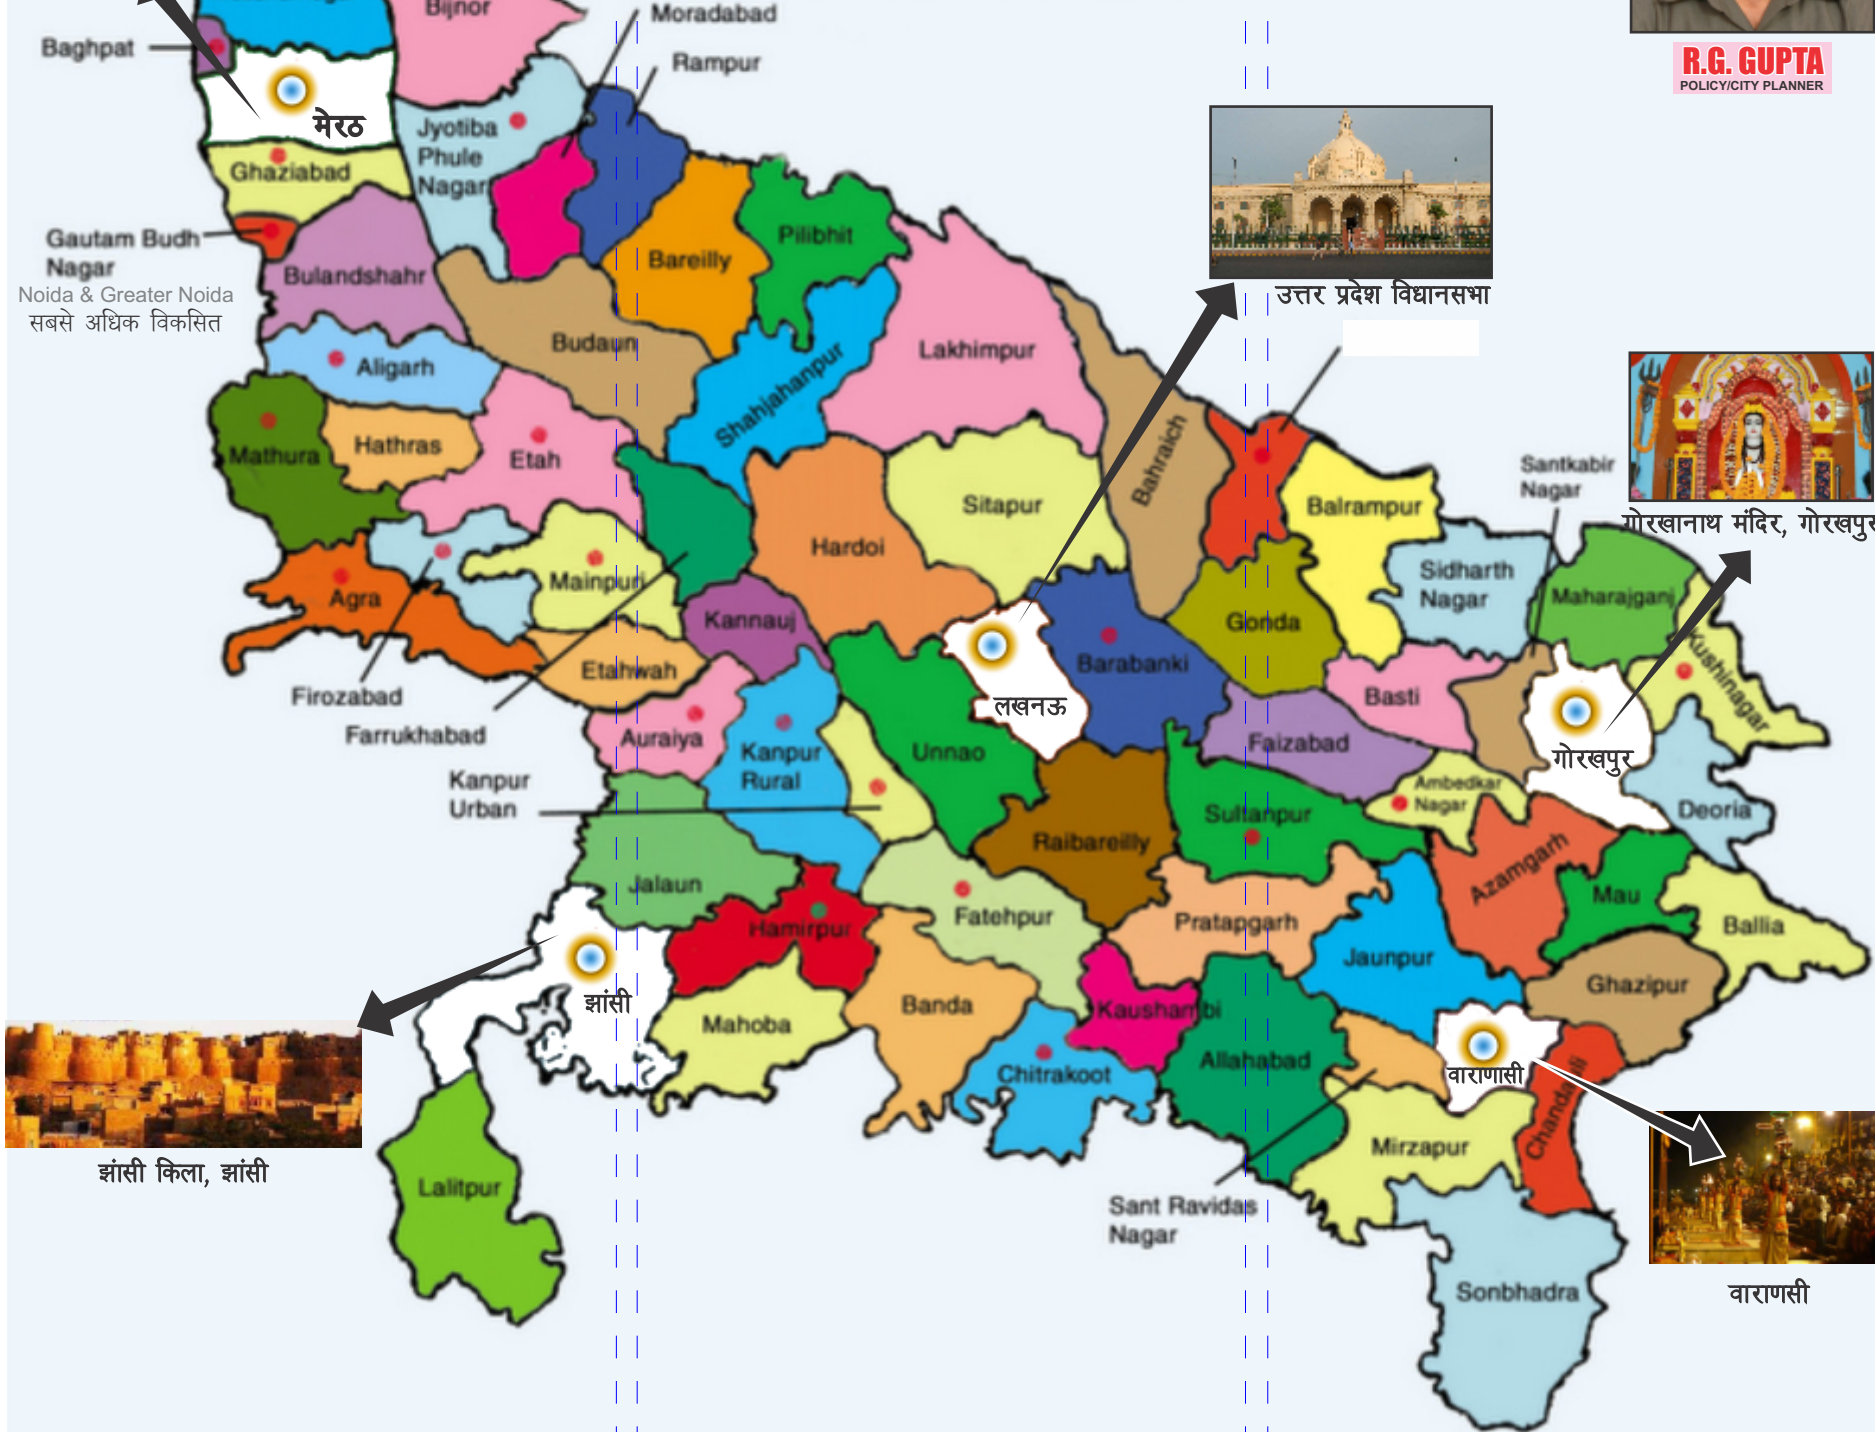 Bijnor
Moradabad
Baghpat
Rampur
R.G. GUPTA
POLICY/CITY PLANNER
मेरठ
Jyotiba
Phule
Nagar
Ghaziabad
Gautam Budh
Nagar
Noida & Greater Noida
सबसे अधिक विकसित
Bulandshahr
Bareilly
Pilibhit
उत्तर प्रदेश विधानसभा
Budaun
Lakhimpur
Aligarh
Shahjahanpur
Mathura
Hathras
Etah
Bahraich
Santkabir
Nagar
Sitapur
Balrampur
गोरखानाथ मंदिर, गोरखपुर
Hardoi
Mainpuri
Agra
Sidharth
Nagar
Maharajganj
Kannauj
Gonda
Kushinagar
Barabanki
Etahwah
Firozabad
Basti
लखनऊ
Farrukhabad
Auraiya
Kanpur
Rural
Unnao
Faizabad
गोरखपुर
Kanpur
Urban
Ambedkar
Nagar
Deoria
Sultanpur
Raibareilly
Azamgarh
Jalaun
Mau
Hamirpur
Fatehpur
Pratapgarh
Ballia
Jaunpur
Ghazipur
झांसी
Mahoba
Banda
Kaushambi
Chitrakoot
Allahabad
वाराणासी
Chandauli
Mirzapur
झांसी किला, झांसी
Lalitpur
Sant Ravidas
Nagar
Sonbhadra
वाराणसी